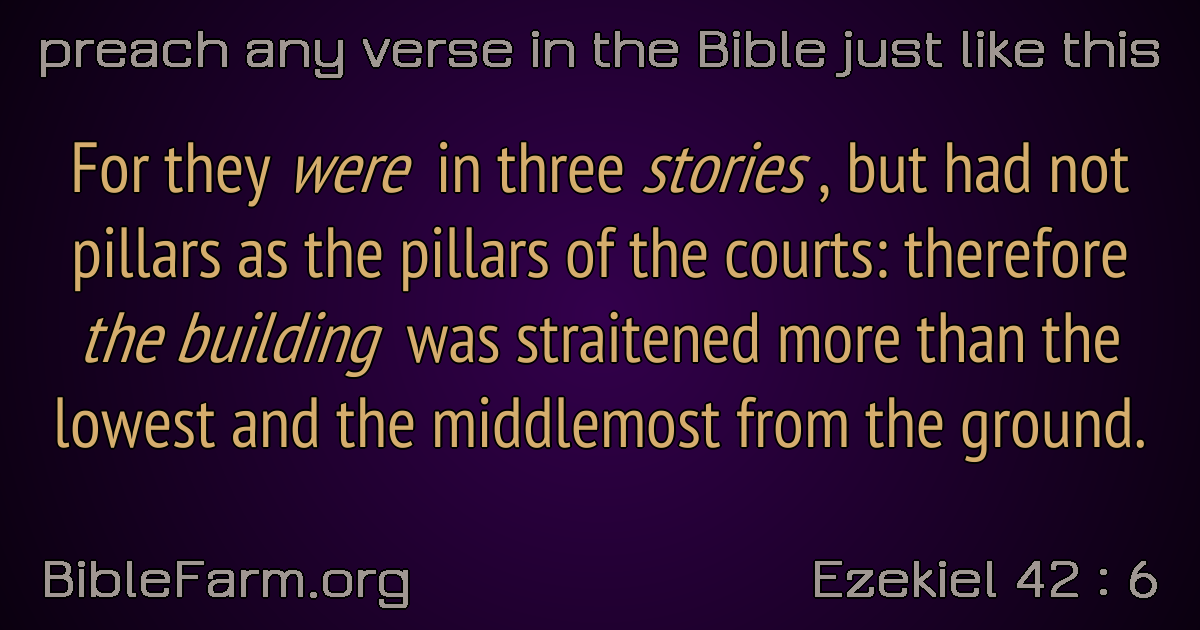 preach any verse in the Bible just like this
For they were in three stories , but had not
pillars as the pillars of the courts: therefore
the building was straitened more than the
lowest and the middlemost from the ground.
BibleFarm.org
Ezekiel 42 : 6